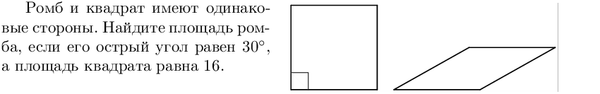 Ромб и квадрат имеют одинако-
вые стороны. Найдите площадь ром-
ба, если его острый угол равен 30°,
а площадь квадрата равна 16.